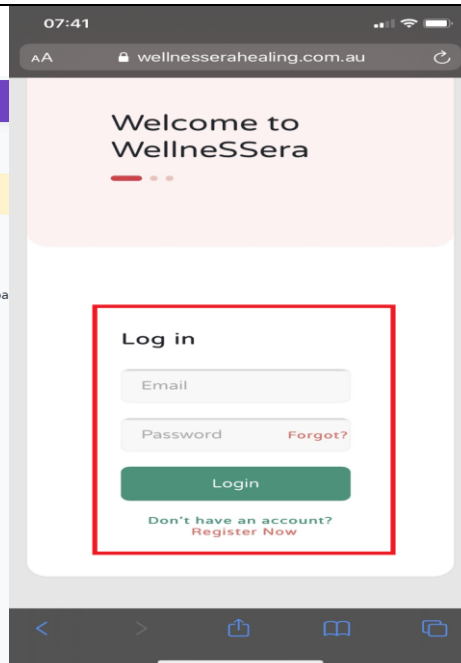 07:41
AA wellnesserahealing.com.au
Welcome to
WellneSSera
Log in
Email
Password Forgot?
Login
Don't have an account?
Register Now